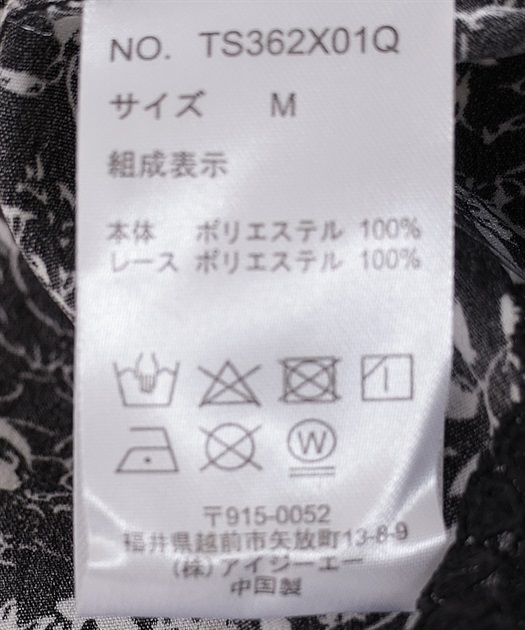 NO. TS362X01Q
サイズ M
組成表示
本体 ポリエステル 100%
レース ポリエステル 100%
W
〒915-0052
福井県越前市矢放町13-8-9
(株)アイジーエー
中国製